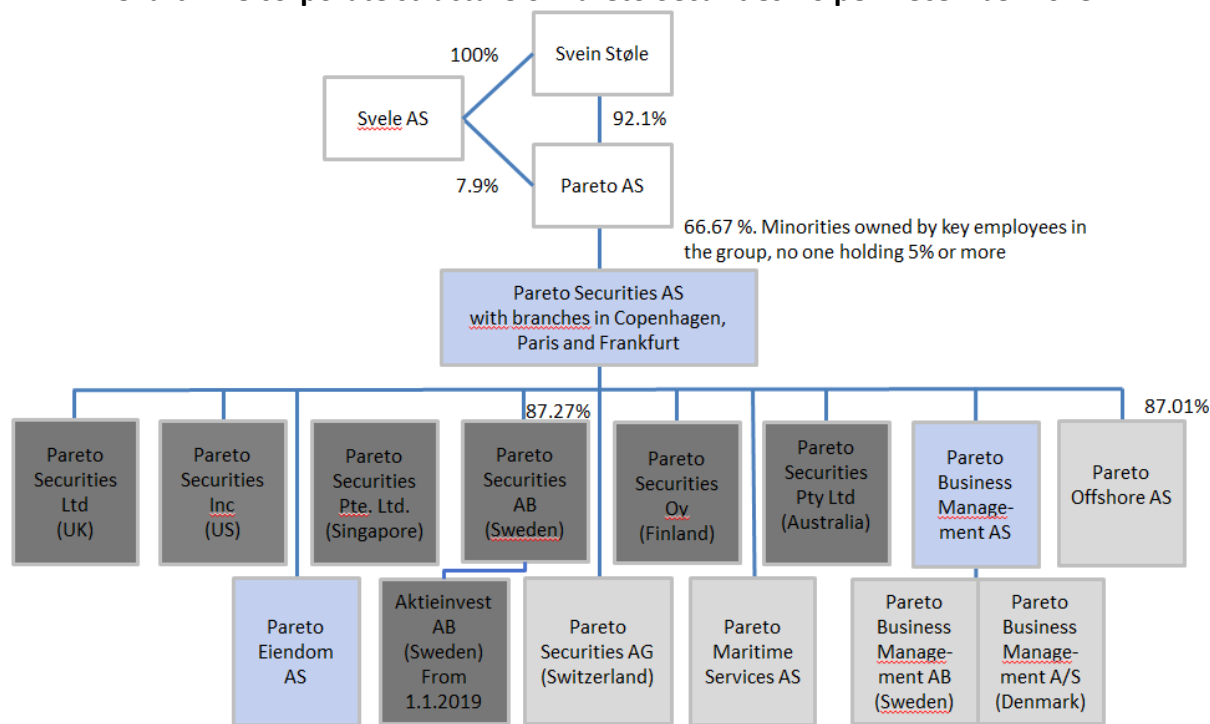 100%
Svein Støle
Svele AS
92.1%
7.9%
Pareto AS
66.67 %. Minorities owned by key employees in
the group, no one holding 5% or more
Pareto Securities AS
with branches in Copenhagen,
Paris and Frankfurt
87.27%
87.01%
Pareto
Securities
Ltd
(UK)
Pareto
Securities
Inc
(US)
Pareto
Securities
Pte. Ltd.
(Singapore)
Pareto
Securities
AB
(Sweden)
Pareto
Securities
Oy
(Finland)
Pareto
Securities
Pty Ltd
(Australia)
Pareto
Business
Manage-
ment AS
Pareto
Offshore AS
Pareto
Eiendom
AS
Aktieinvest
AB
(Sweden)
From
1.1.2019
Pareto
Securities AG
(Switzerland)
Pareto
Maritime
Services AS
Pareto
Business
Manage-
ment AB
(Sweden)
Pareto
Business
Manage-
ment A/S
(Denmark)